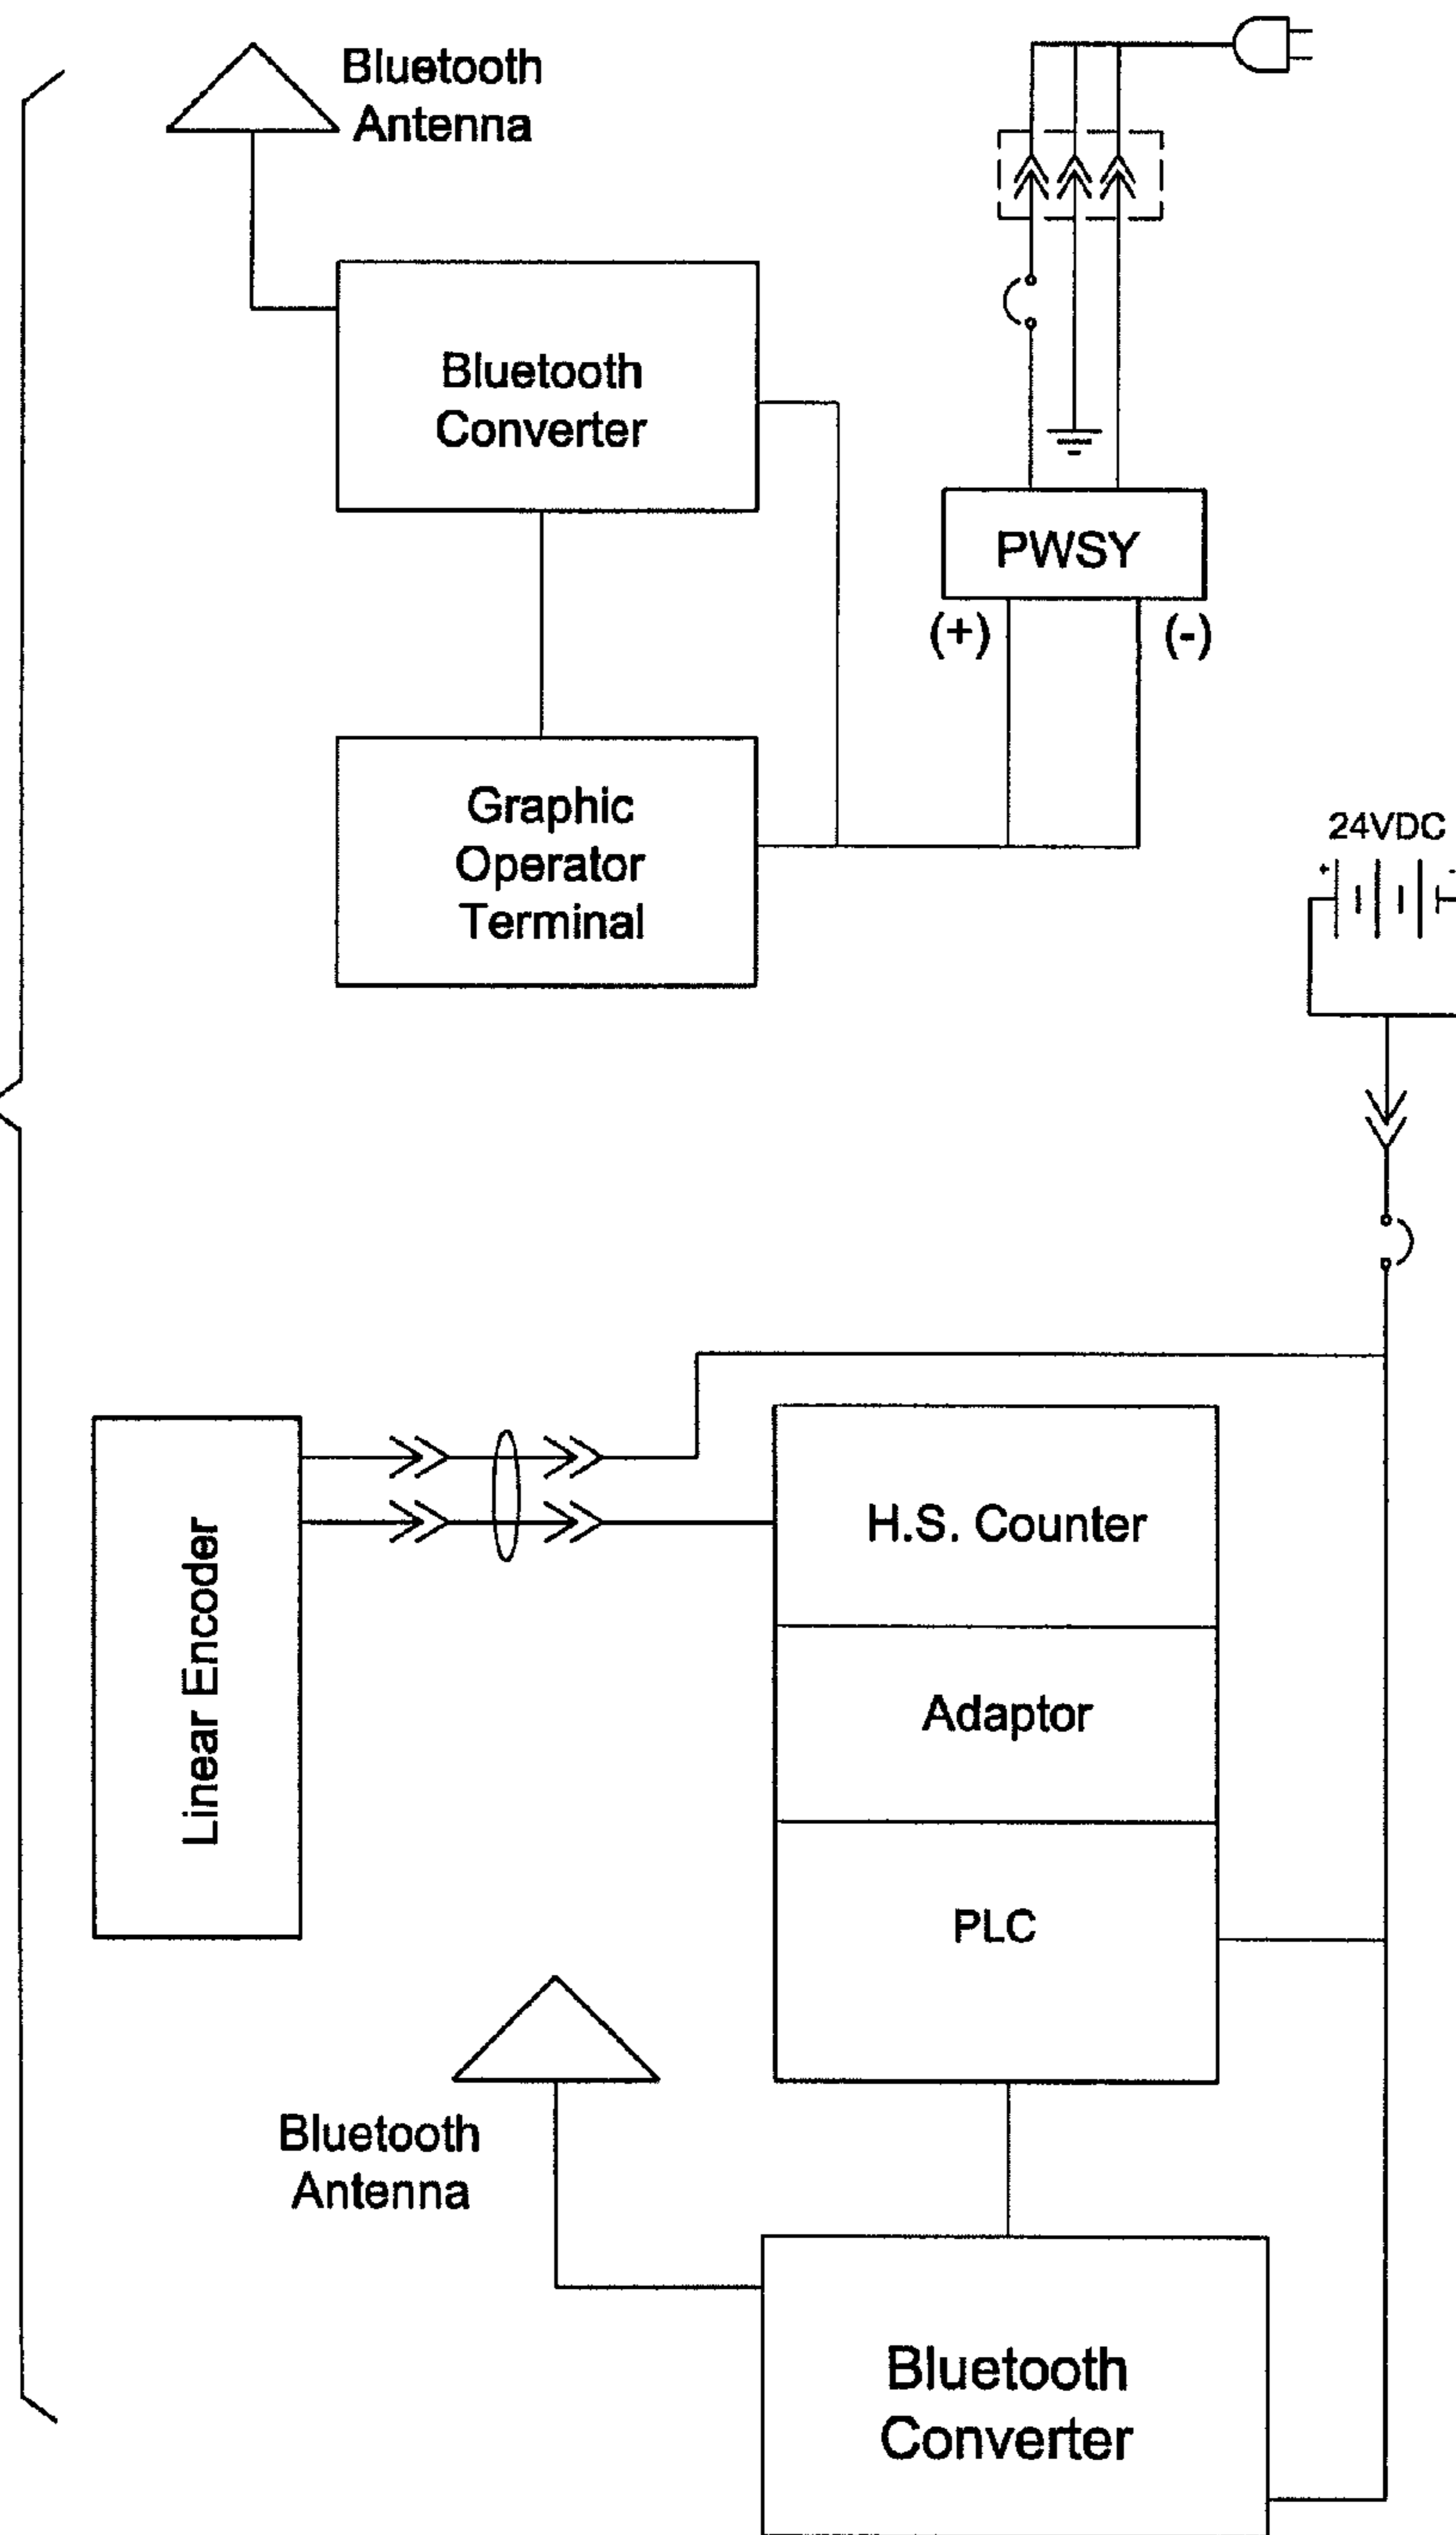 Bluetooth
Antenna
Bluetooth
Converter
PWSY
(+)
(-)
Graphic
Operator
Terminal
24VDC
+
-
H.S. Counter
Linear Encoder
Adaptor
PLC
Bluetooth
Antenna
Bluetooth
Converter